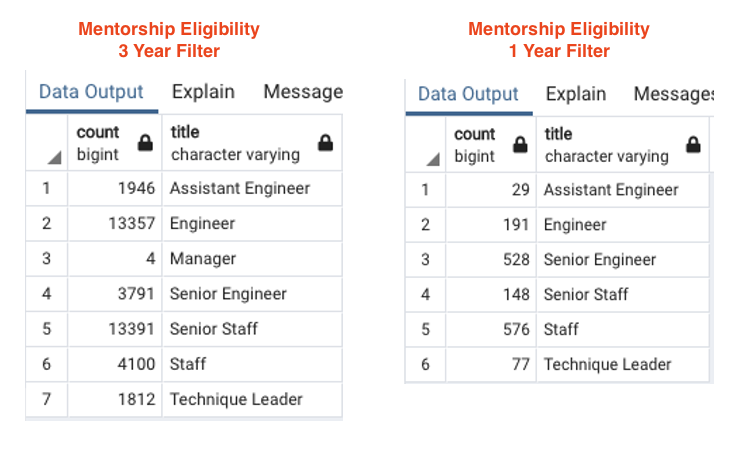 Mentorship Eligibility
3 Year Filter
Data Output Explain Message
count bigint title character varying
1 1946 Assistant Engineer
2 13357 Engineer
3 4 Manager
4 3791 Senior Engineer
5 13391 Senior Staff
6 4100 Staff
7 1812 Technique Leader
Mentorship Eligibility
1 Year Filter
Data Output Explain Messages
count bigint title character varying
1 29 Assistant Engineer
2 191 Engineer
3 528 Senior Engineer
4 148 Senior Staff
5 576 Staff
6 77 Technique Leader